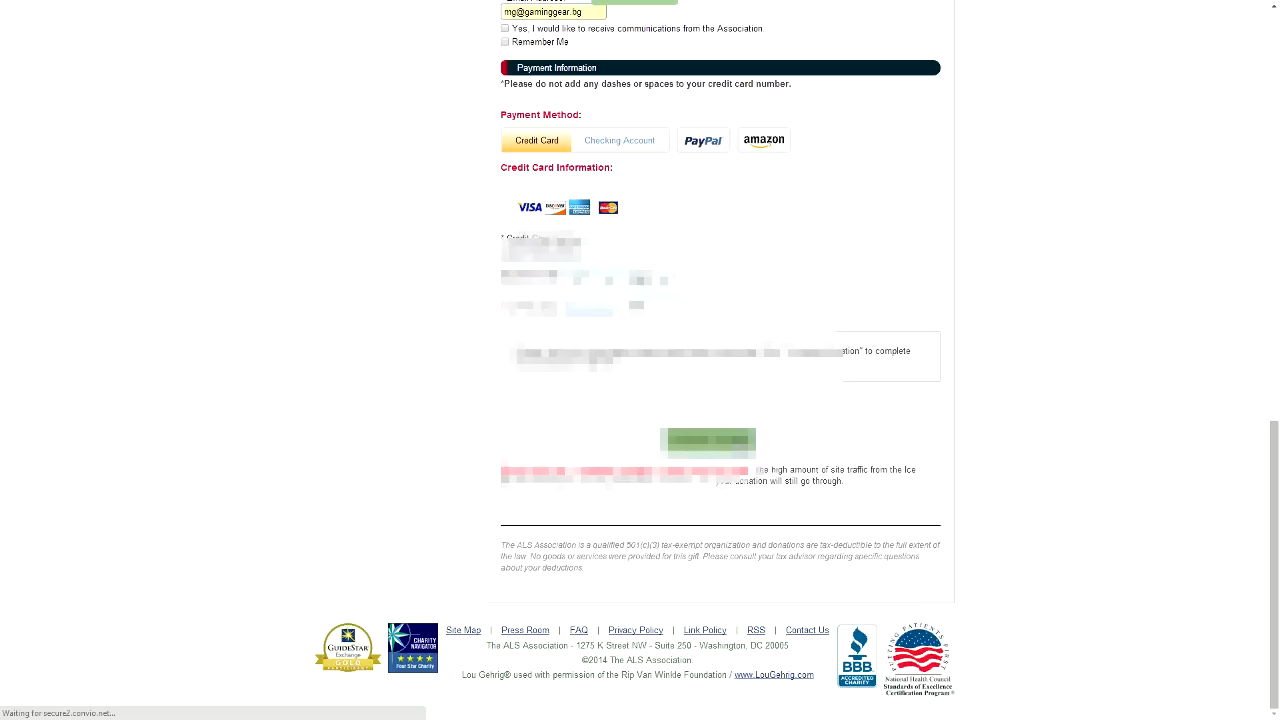 mg@gaminggear.bg
Yes, I would like to receive communications from the Association.
Remember Me
Payment Information
*Please do not add any dashes or spaces to your credit card number.
Payment Method:
Credit Card Checking Account PayPal amazon
Credit Card Information:
VISA DISCOVER
ation" to complete
the high amount of site traffic from the Ice
donation will still go through.
The ALS Association is a qualified 501(c)(3) tax-exempt organization and donations are tax-deductible to the full extent of
the law. No goods or services were provided for this gift. Please consult your tax advisor regarding specific questions
about your deductions.
Site Map | Press Room | FAQ | Privacy Policy | Link Policy | RSS | Contact Us
The ALS Association - 1275 K Street NW - Suite 250 - Washington, DC 20005
©2014 The ALS Association.
Lou Gehrig® used with permission of the Rip Van Winkle Foundation / www.LouGehrig.com
GUIDESTAR
Exchange
GOLD
CHARITY
NAVIGATOR
Four Star Charity
BBB
ACCREDITED
CHARITY
PUTTING PATIENTS FIRST
National Health Council
Standards of Excellence
Certification Program®
Waiting for secure2.convio.net...